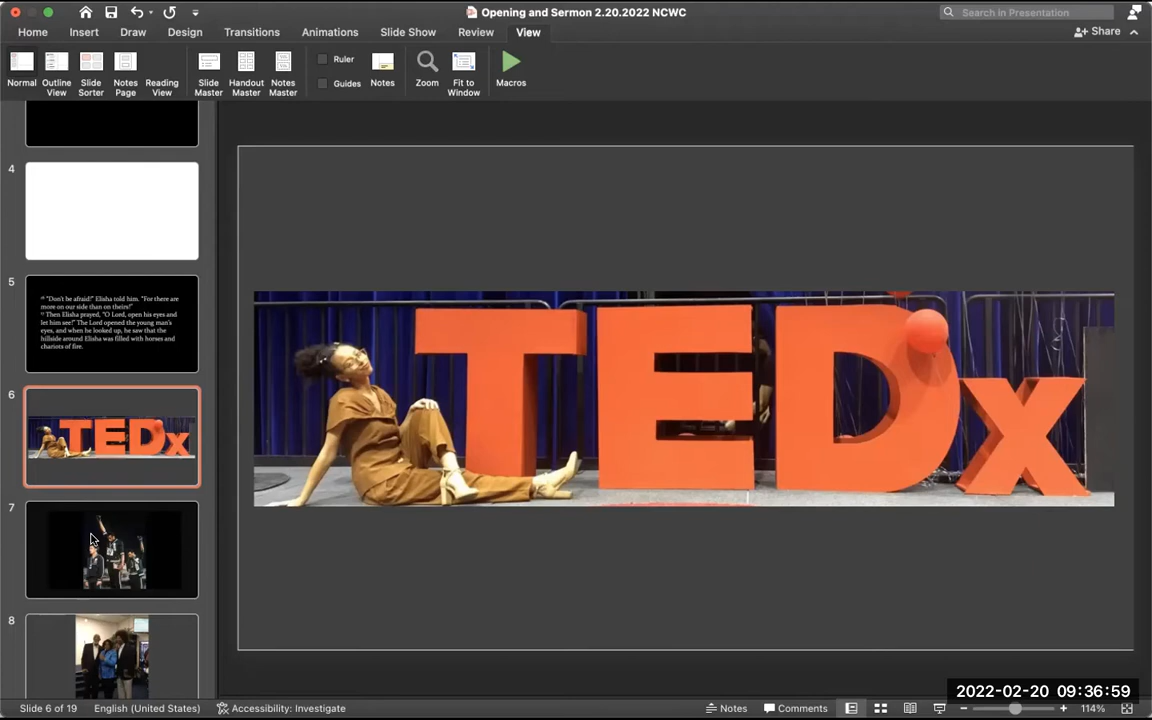 Opening and Sermon 2.20.2022 NCWC
Search in Presentation
Home Insert Draw Design Transitions Animations Slide Show Review View
Share
Normal
Outline View
Slide Sorter
Notes Page
Reading View
Slide Master
Handout Master
Notes Master
Ruler
Guides
Notes
Zoom
Fit to Window
Macros
4
5
¹⁶ "Don't be afraid!" Elisha told him. "For there are
more on our side than on theirs!"
¹⁷ Then Elisha prayed, "O Lord, open his eyes and
let him see!" The Lord opened the young man's
eyes, and when he looked up, he saw that the
hillside around Elisha was filled with horses and
chariots of fire.
6
TEDx
7
8
TEDx
2022-02-20 09:36:59
Slide 6 of 19 English (United States) Accessibility: Investigate Notes Comments 114%